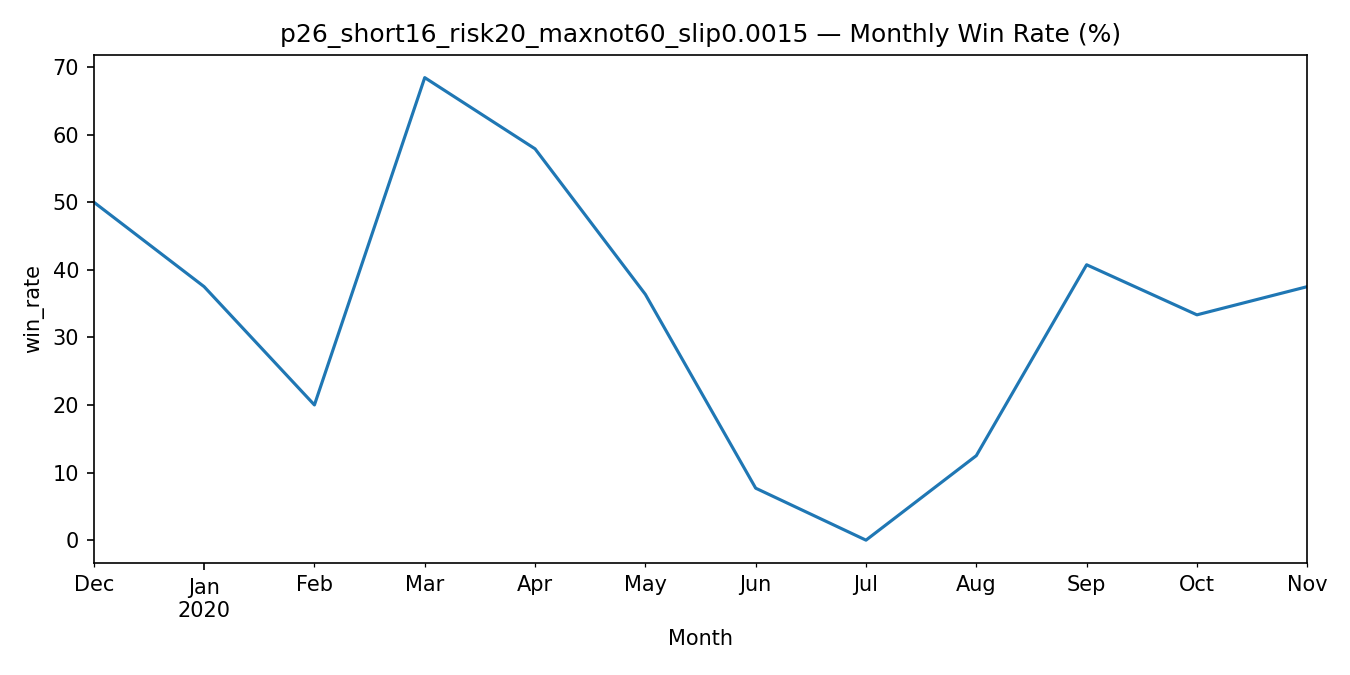 p26_short16_risk20_maxnot60_slip0.0015 — Monthly Win Rate (%)
70
60
50
40
30
20
10
0
win_rate
Dec Jan Feb Mar Apr May Jun Jul Aug Sep Oct Nov
2020
Month